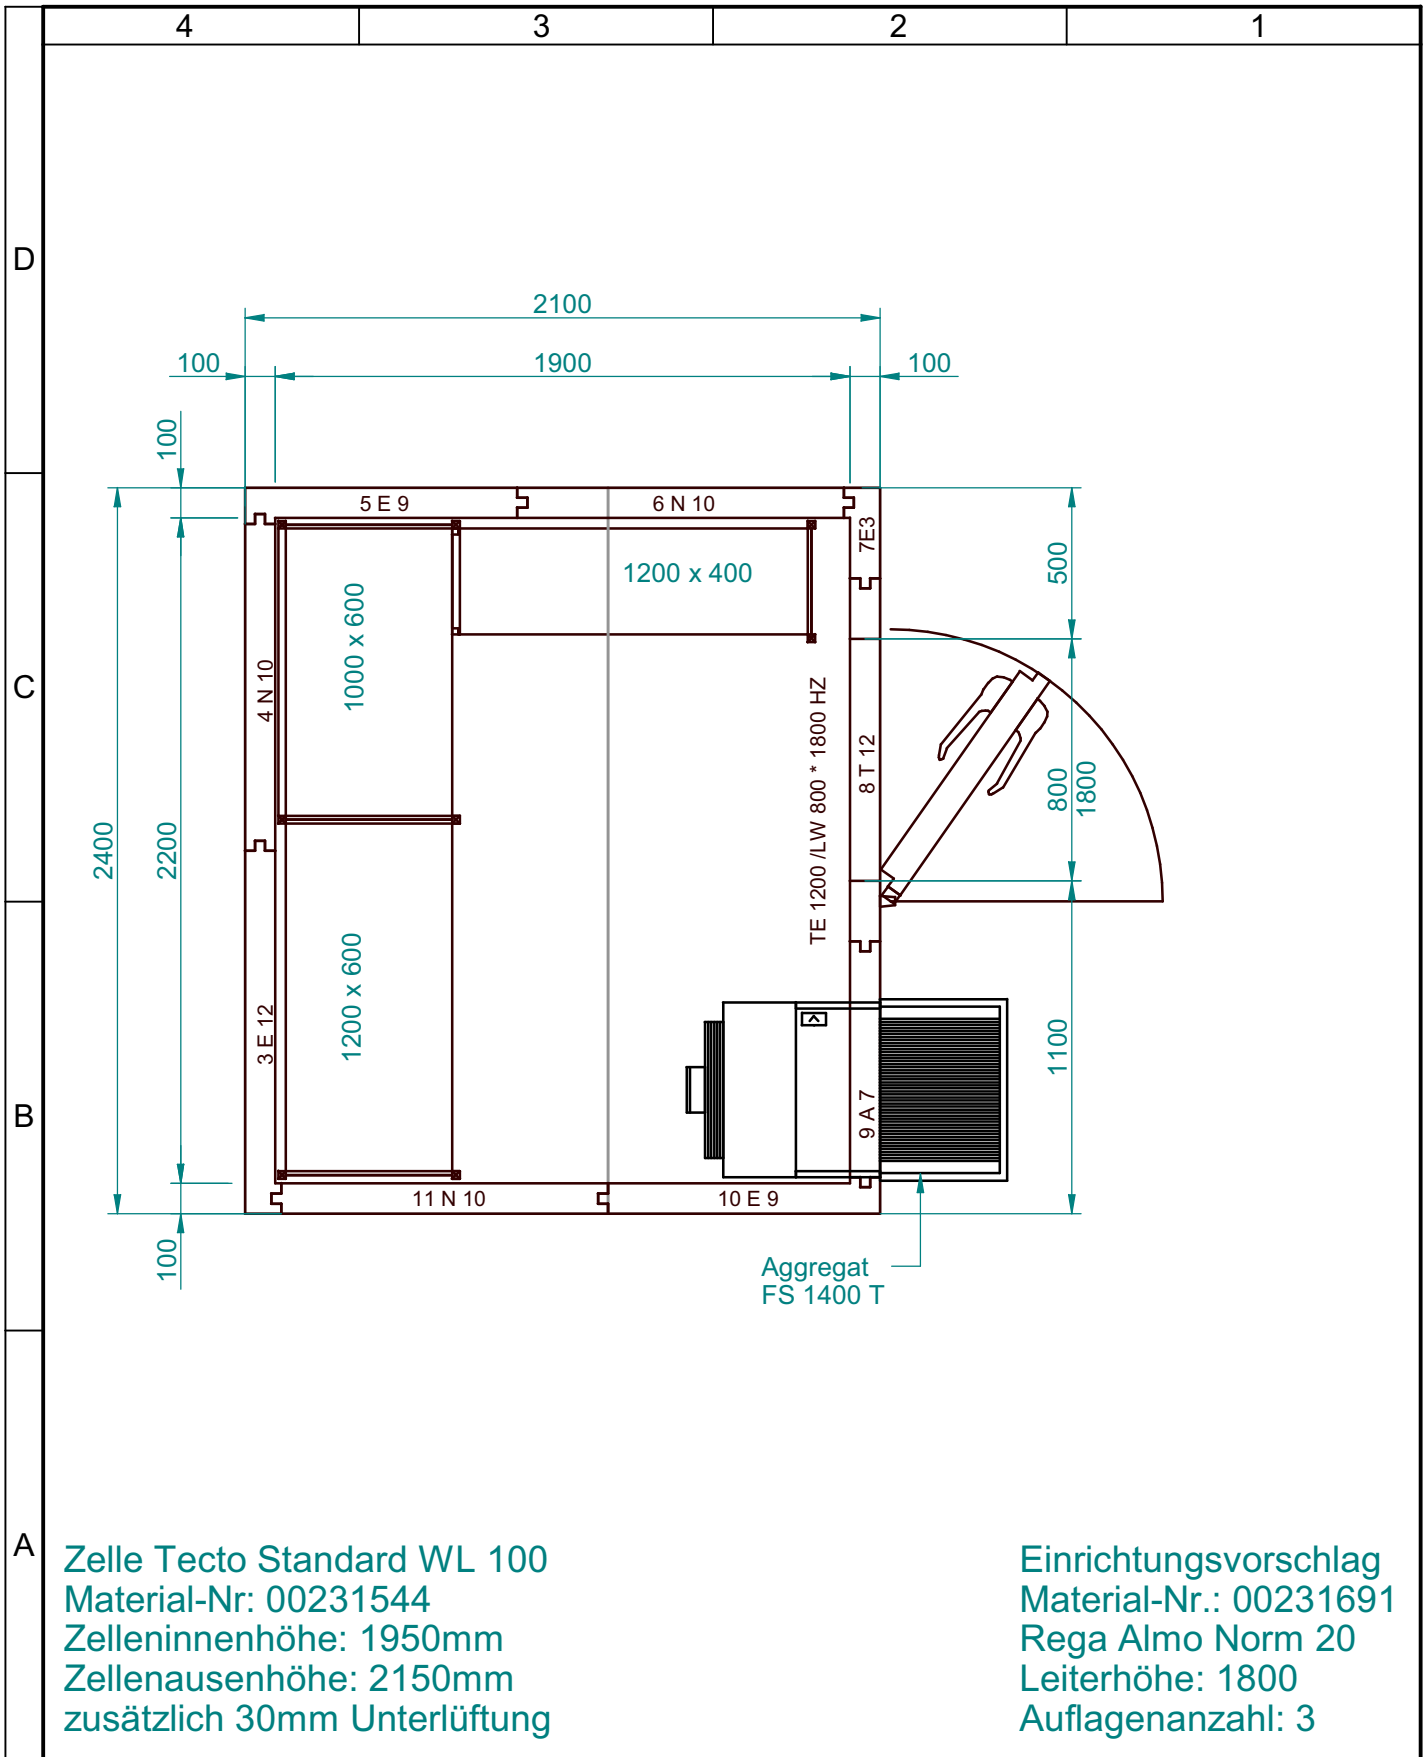 4
3
2
1
D
C
B
A
2100
100
1900
100
100
2400
2200
100
500
800
1800
1100
5 E 9
6 N 10
7E3
4 N 10
3 E 12
8 T 12
9 A 7
11 N 10
10 E 9
1000 x 600
1200 x 400
1200 x 600
TE 1200 /LW 800 * 1800 HZ
Aggregat
FS 1400 T
Zelle Tecto Standard WL 100
Material-Nr: 00231544
Zelleninnenhöhe: 1950mm
Zellenausenhöhe: 2150mm
zusätzlich 30mm Unterlüftung
Einrichtungsvorschlag
Material-Nr.: 00231691
Rega Almo Norm 20
Leiterhöhe: 1800
Auflagenanzahl: 3